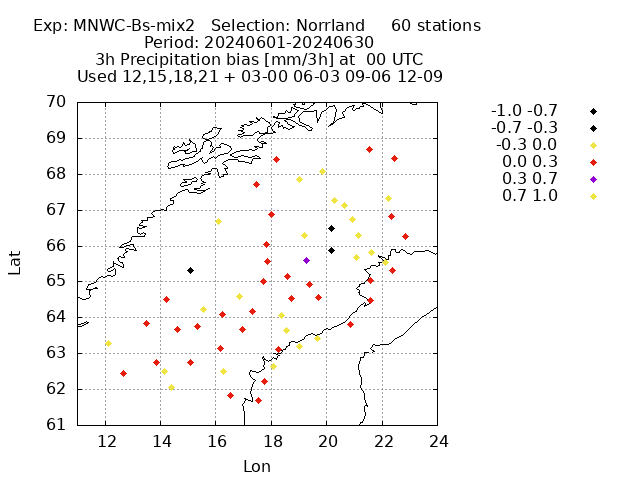 Exp: MNWC-Bs-mix2 Selection: Norrland 60 stations
Period: 20240601-20240630
3h Precipitation bias [mm/3h] at 00 UTC
Used 12,15,18,21 + 03-00 06-03 09-06 12-09
70
69
68
67
66
65
64
63
62
61
Lat
12 14 16 18 20 22 24
Lon
-1.0 -0.7
-0.7 -0.3
-0.3 0.0
0.0 0.3
0.3 0.7
0.7 1.0